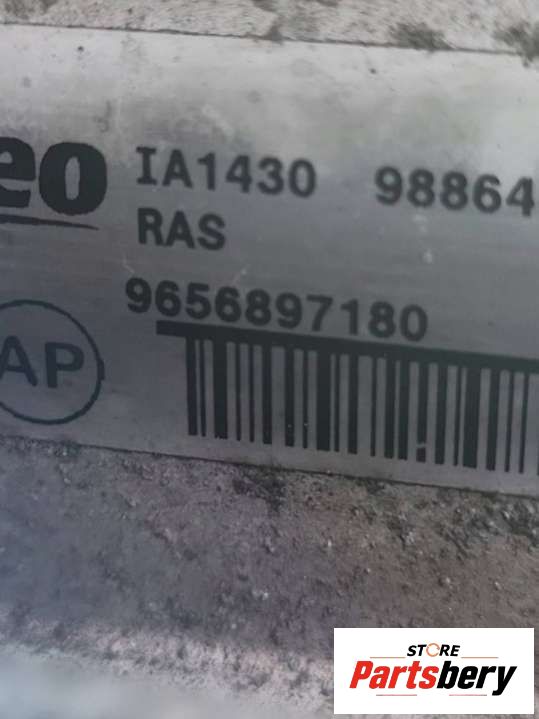 eo IA1430 98864
RAS
9656897180
AP
STORE
Partsbery